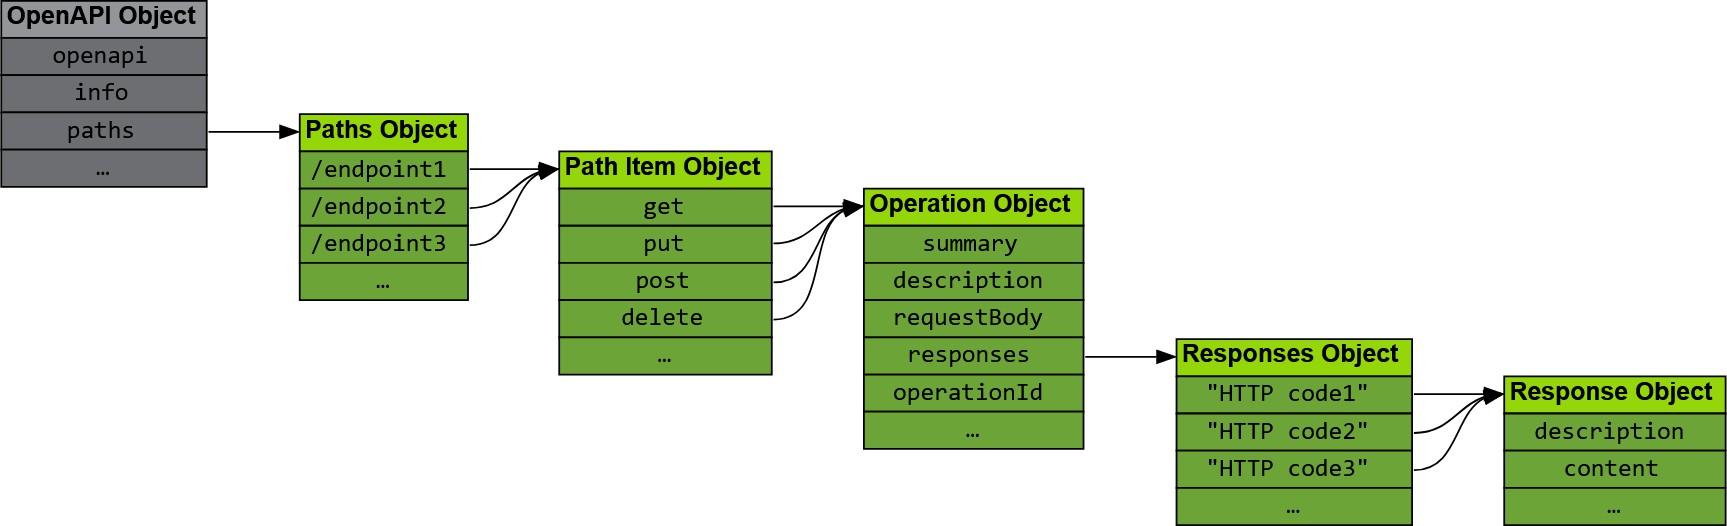 OpenAPI Object
openapi
info
paths
…
Paths Object
/endpoint1
/endpoint2
/endpoint3
…
Path Item Object
get
put
post
delete
…
Operation Object
summary
description
requestBody
responses
operationId
…
Responses Object
"HTTP code1"
"HTTP code2"
"HTTP code3"
…
Response Object
description
content
…